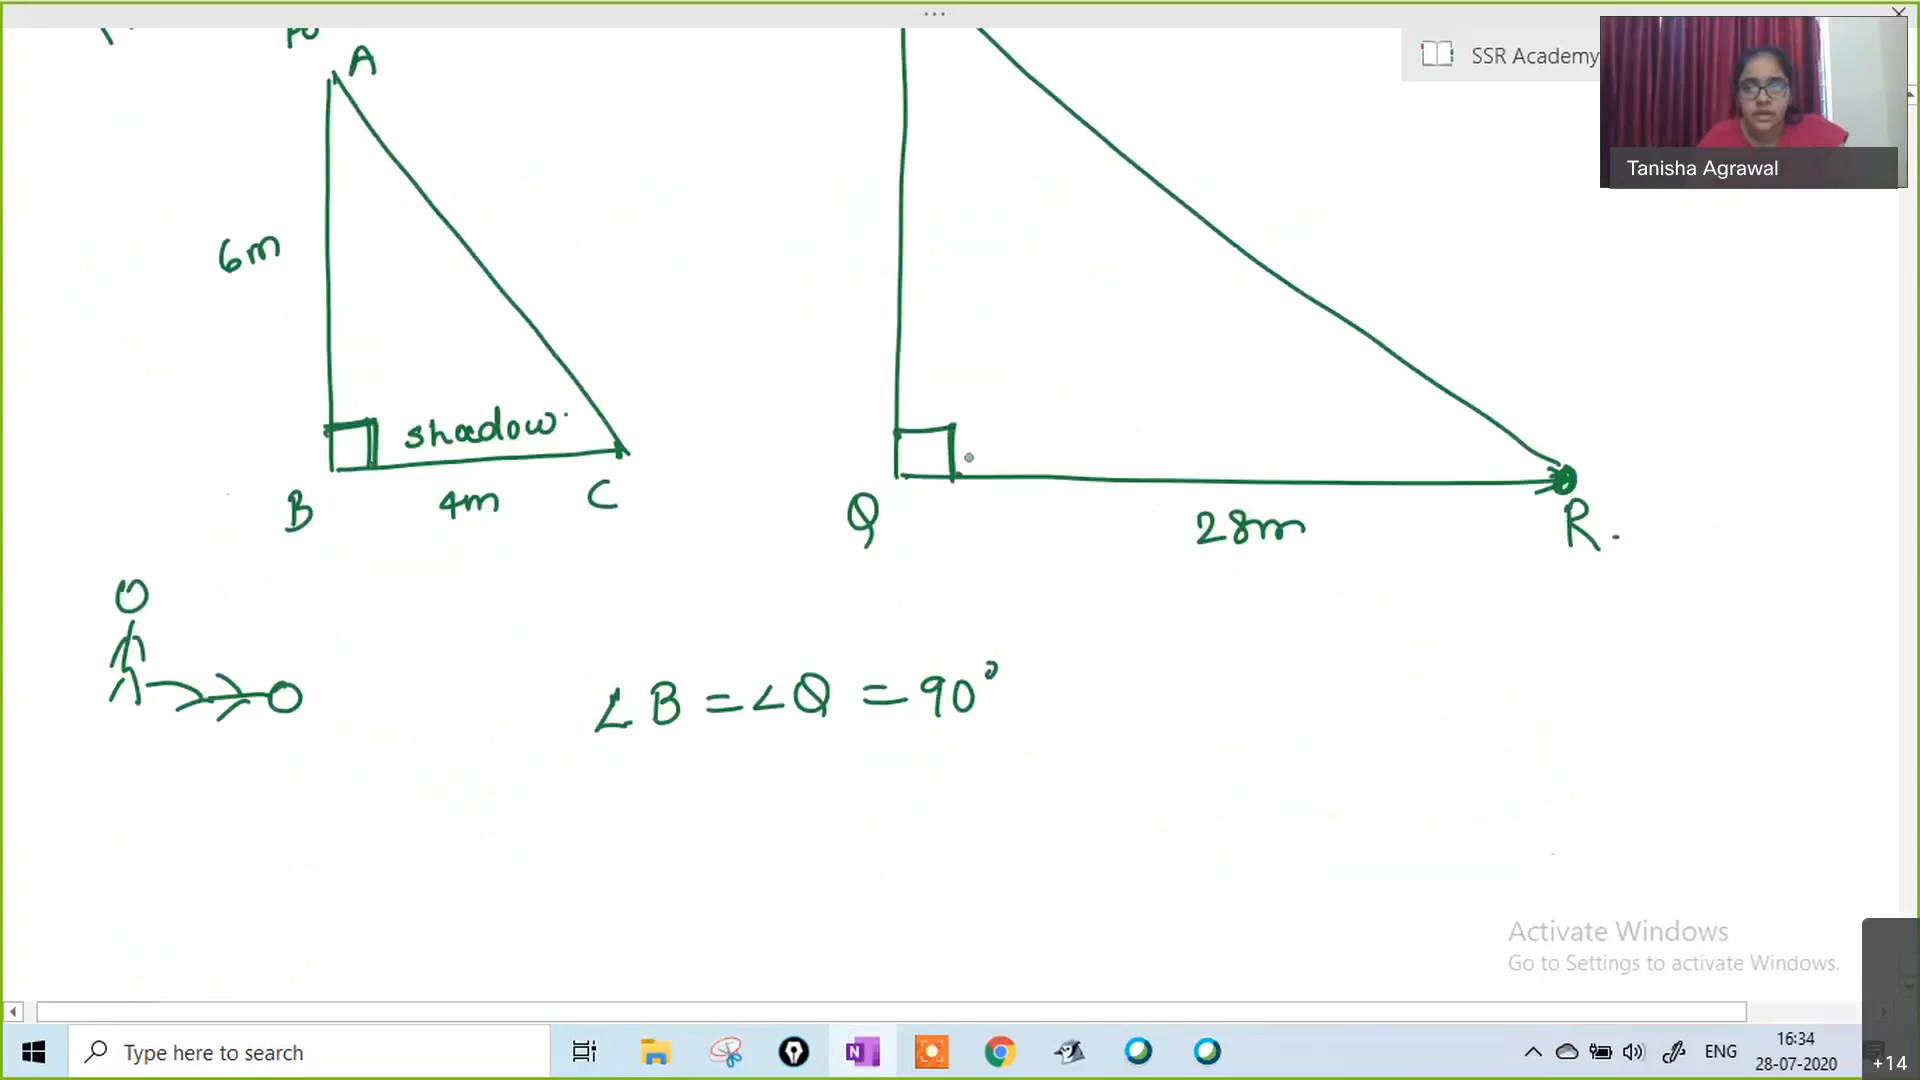 ...
SSR Academy
Tanisha Agrawal
A
6m
shadow.
B
4m
C
Q
28m
R.
∠B = ∠Q = 90°
Activate Windows
Go to Settings to activate Windows.
Type here to search
ENG
16:34
28-07-2020
+14